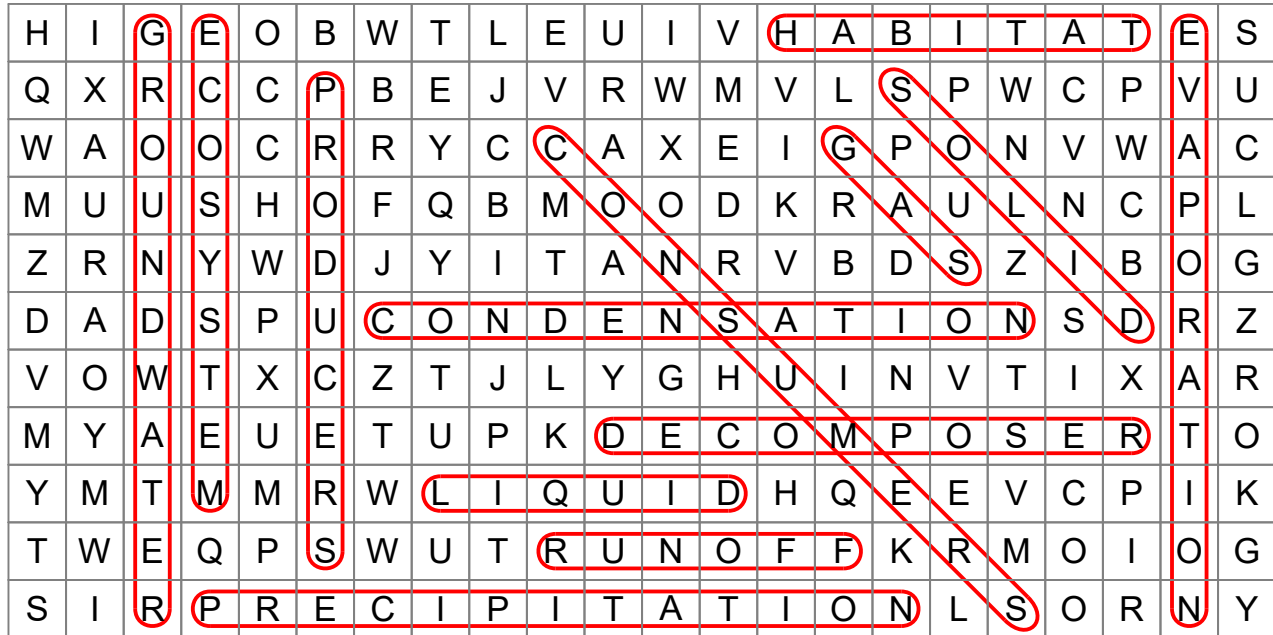 H I G E O B W T L E U I V H A B I T A T E S
Q X R C C P B E J V R W M V L S P W C P V U
W A O O C R R Y C C A X E I G P O N V W A C
M U U S H O F Q B M O O D K R A U L N C P L
Z R N Y W D J Y I T A N R V B D S Z I B O G
D A D S P U C O N D E N S A T I O N S D R Z
V O W T X C Z T J L Y G H U I N V T I X A R
M Y A E U E T U P K D E C O M P O S E R T O
Y M T M M R W L I Q U I D H Q E E V C P I K
T W E Q P S W U T R U N O F F K R M O I O G
S I R P R E C I P I T A T I O N L S O R N Y